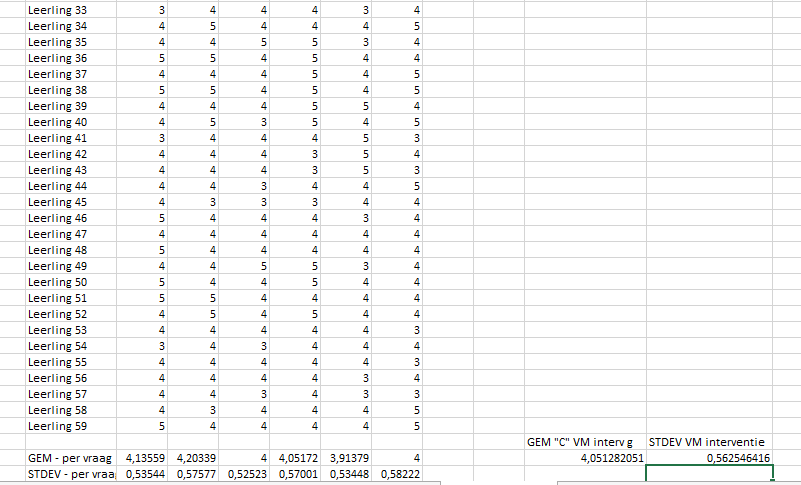 Leerling 33 3 4 4 4 3 4
Leerling 34 4 5 4 4 4 5
Leerling 35 4 4 5 5 3 4
Leerling 36 5 5 4 5 4 4
Leerling 37 4 4 4 5 4 5
Leerling 38 5 5 4 5 4 5
Leerling 39 4 4 4 5 5 4
Leerling 40 4 5 3 5 4 5
Leerling 41 3 4 4 4 5 3
Leerling 42 4 4 4 3 5 4
Leerling 43 4 4 4 3 5 3
Leerling 44 4 4 3 4 4 5
Leerling 45 4 3 3 3 4 4
Leerling 46 5 4 4 4 3 4
Leerling 47 4 4 4 4 4 4
Leerling 48 5 4 4 4 4 4
Leerling 49 4 4 5 5 3 4
Leerling 50 5 4 4 5 4 4
Leerling 51 5 5 4 4 4 4
Leerling 52 4 5 4 5 4 4
Leerling 53 4 4 4 4 4 3
Leerling 54 3 4 3 4 4 4
Leerling 55 4 4 4 4 4 3
Leerling 56 4 4 4 4 3 4
Leerling 57 4 4 3 4 3 3
Leerling 58 4 3 4 4 4 5
Leerling 59 5 4 4 4 4 5
GEM "C" VM interv g STDEV VM interventie
GEM - per vraag 4,13559 4,20339 4 4,05172 3,91379 4 4,051282051 0,562546416
STDEV - per vraa 0,53544 0,57577 0,52523 0,57001 0,53448 0,58222